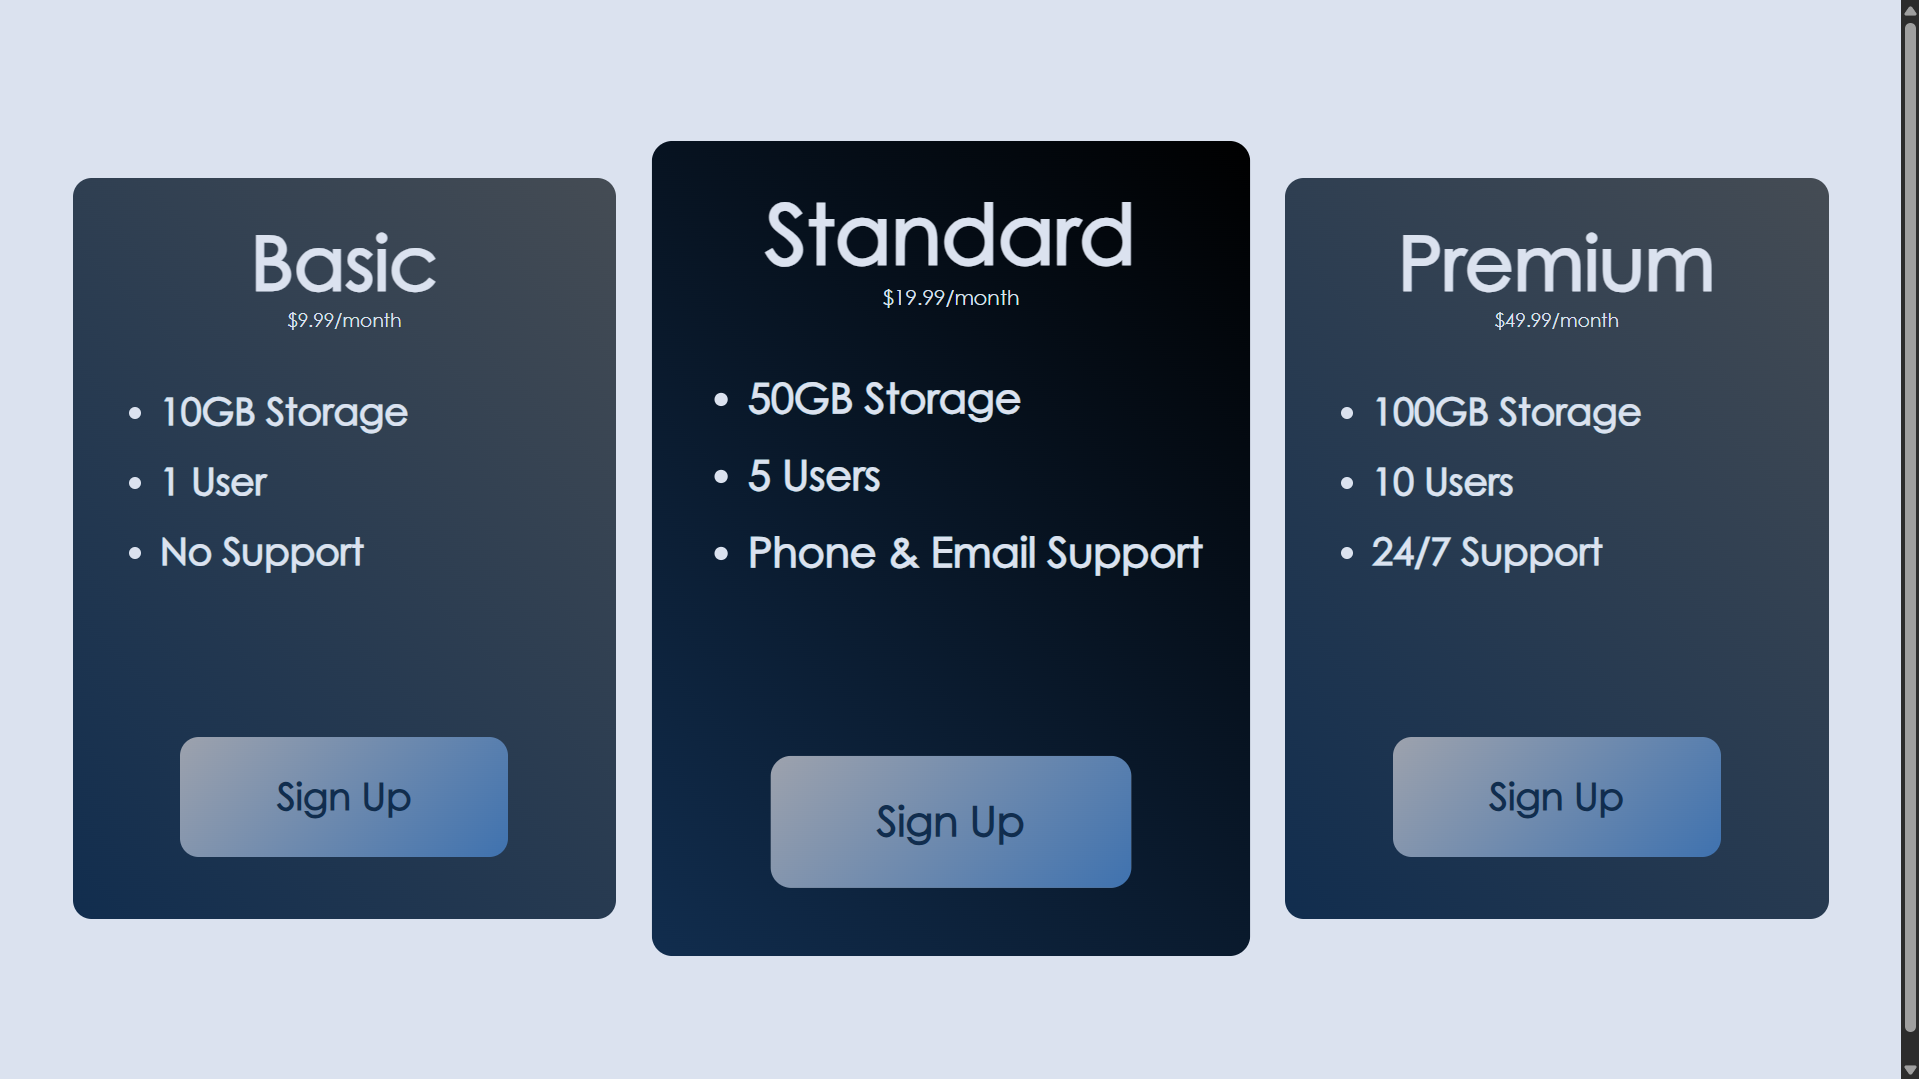 Basic
$9.99/month
10GB Storage
1 User
No Support
Sign Up
Standard
$19.99/month
50GB Storage
5 Users
Phone & Email Support
Sign Up
Premium
$49.99/month
100GB Storage
10 Users
24/7 Support
Sign Up